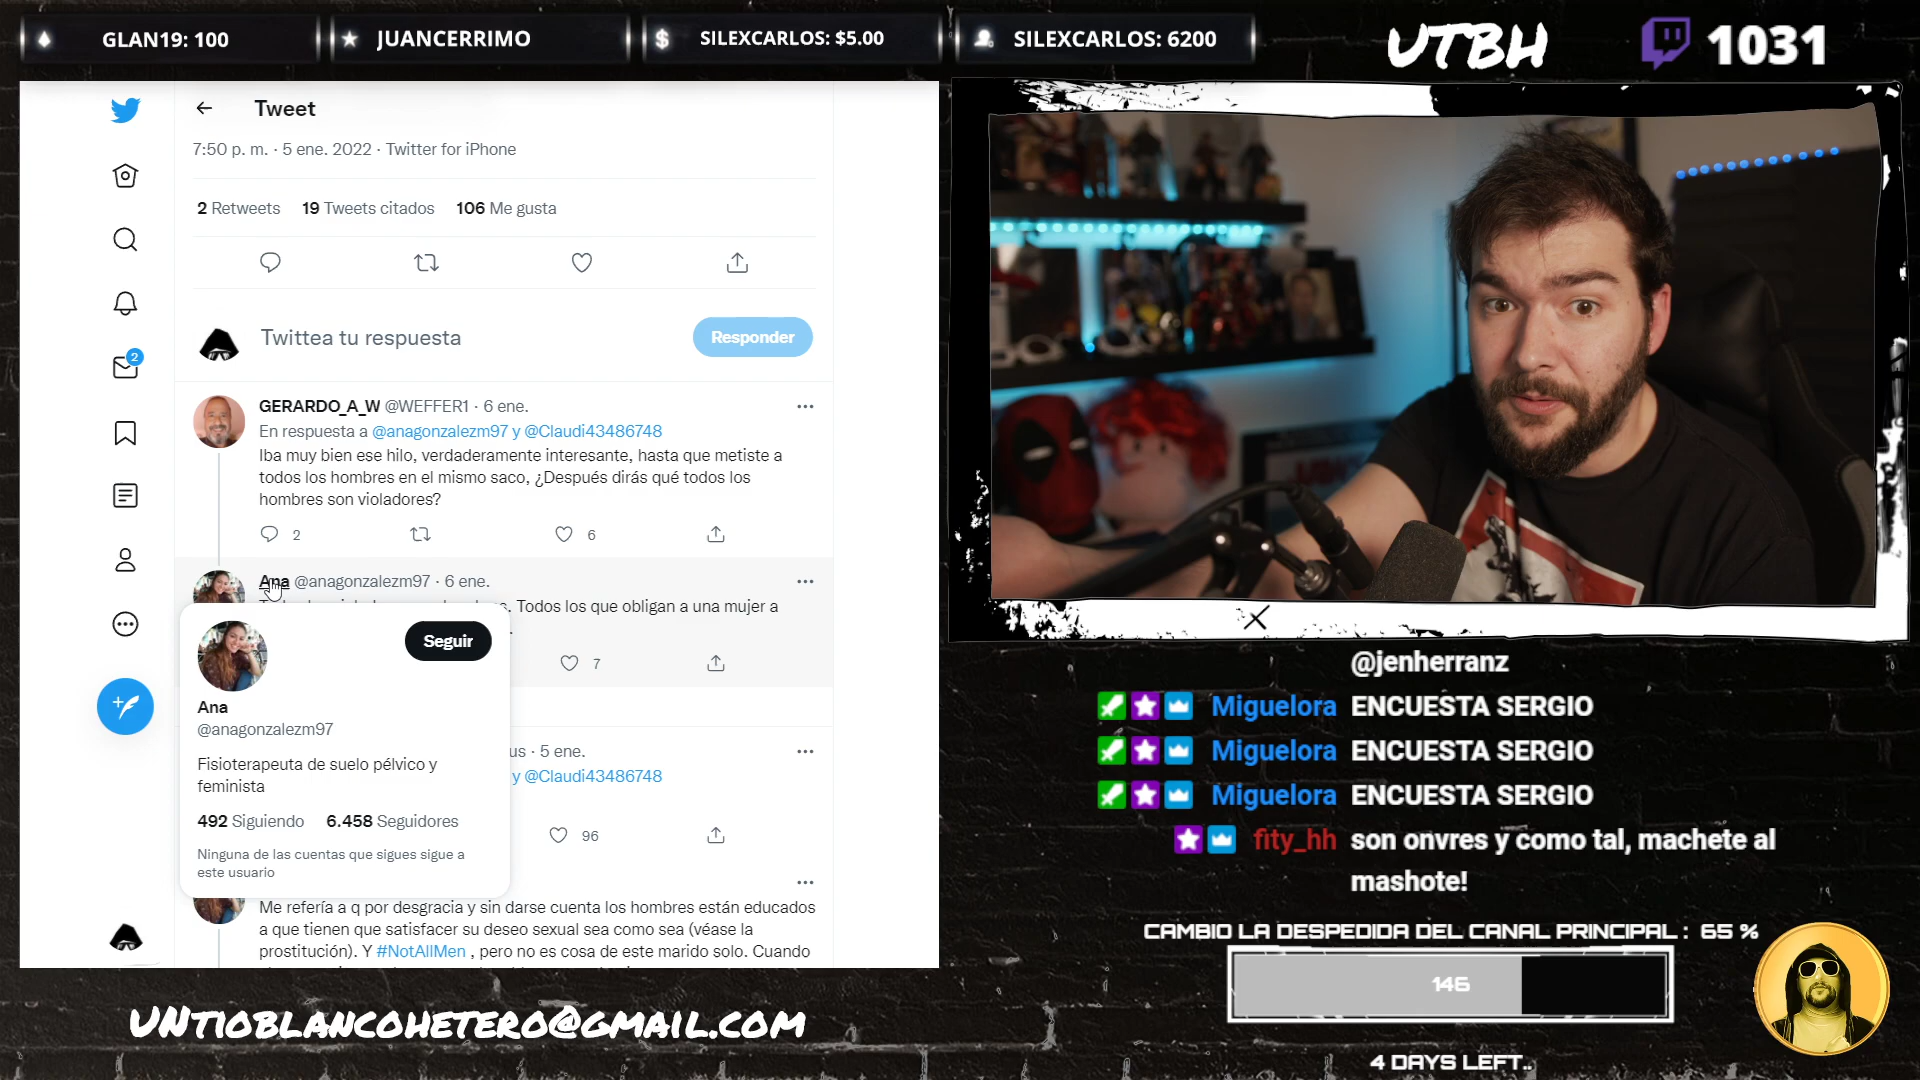 GLAN19: 100
JUANCERRIMO
$ SILEXCARLOS: $5.00
SILEXCARLOS: 6200
UTBH
1031
Tweet
7:50 p. m. · 5 ene. 2022 · Twitter for iPhone
2 Retweets 19 Tweets citados 106 Me gusta
Twittea tu respuesta
Responder
2
GERARDO_A_W @WEFFER1 · 6 ene.
En respuesta a @anagonzalezm97 y @Claudi43486748
Iba muy bien ese hilo, verdaderamente interesante, hasta que metiste a
todos los hombres en el mismo saco, ¿Después dirás qué todos los
hombres son violadores?
2 6
Ana @anagonzalezm97 · 6 ene.
Todos los que obligan a una mujer a
7
Seguir
Ana
@anagonzalezm97
Fisioterapeuta de suelo pélvico y
feminista
492 Siguiendo 6.458 Seguidores
Ninguna de las cuentas que sigues sigue a
este usuario
us · 5 ene.
y @Claudi43486748
96
Me refería a q por desgracia y sin darse cuenta los hombres están educados
a que tienen que satisfacer su deseo sexual sea como sea (véase la
prostitución). Y #NotAllMen , pero no es cosa de este marido solo. Cuando
UNtioblancohetero@gmail.com
@jenherranz
Miguelora ENCUESTA SERGIO
Miguelora ENCUESTA SERGIO
Miguelora ENCUESTA SERGIO
fity_hh son onvres y como tal, machete al
mashote!
CAMBIO LA DESPEDIDA DEL CANAL PRINCIPAL : 65 %
146
4 DAYS LEFT..